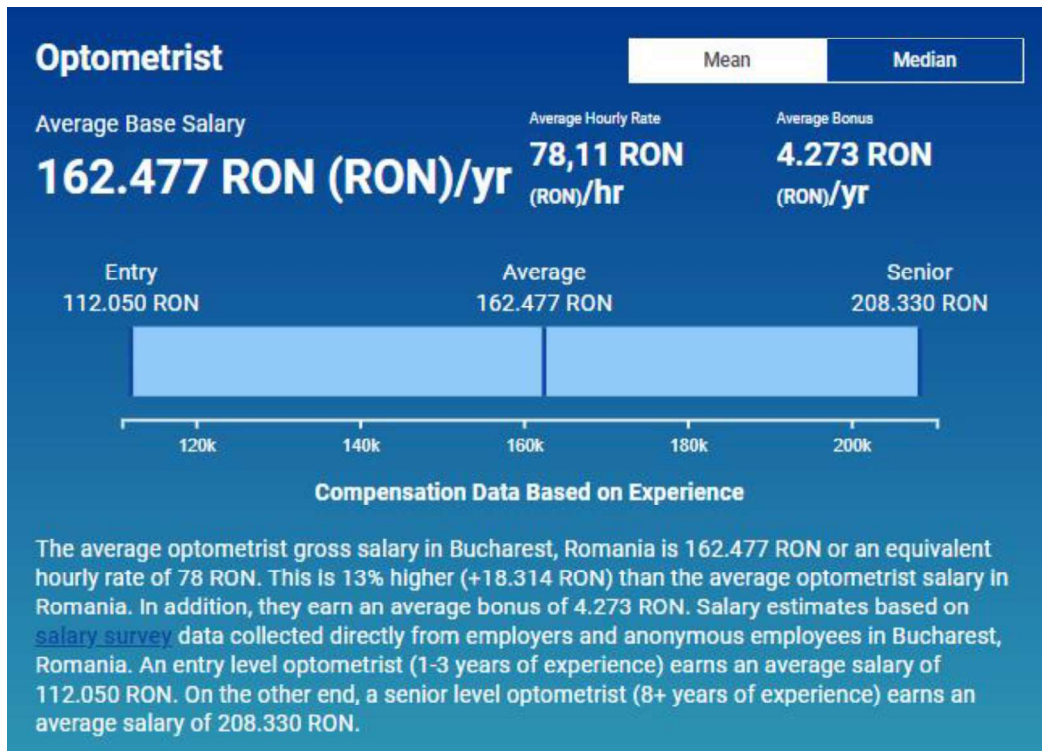 Optometrist
Mean
Median
Average Base Salary
162.477 RON (RON)/yr
Average Hourly Rate
78,11 RON
(RON)/hr
Average Bonus
4.273 RON
(RON)/yr
Entry
112.050 RON
Average
162.477 RON
Senior
208.330 RON
120k
140k
160k
180k
200k
Compensation Data Based on Experience
The average optometrist gross salary in Bucharest, Romania is 162.477 RON or an equivalent
hourly rate of 78 RON. This is 13% higher (+18.314 RON) than the average optometrist salary in
Romania. In addition, they earn an average bonus of 4.273 RON. Salary estimates based on
salary survey data collected directly from employers and anonymous employees in Bucharest,
Romania. An entry level optometrist (1-3 years of experience) earns an average salary of
112.050 RON. On the other end, a senior level optometrist (8+ years of experience) earns an
average salary of 208.330 RON.